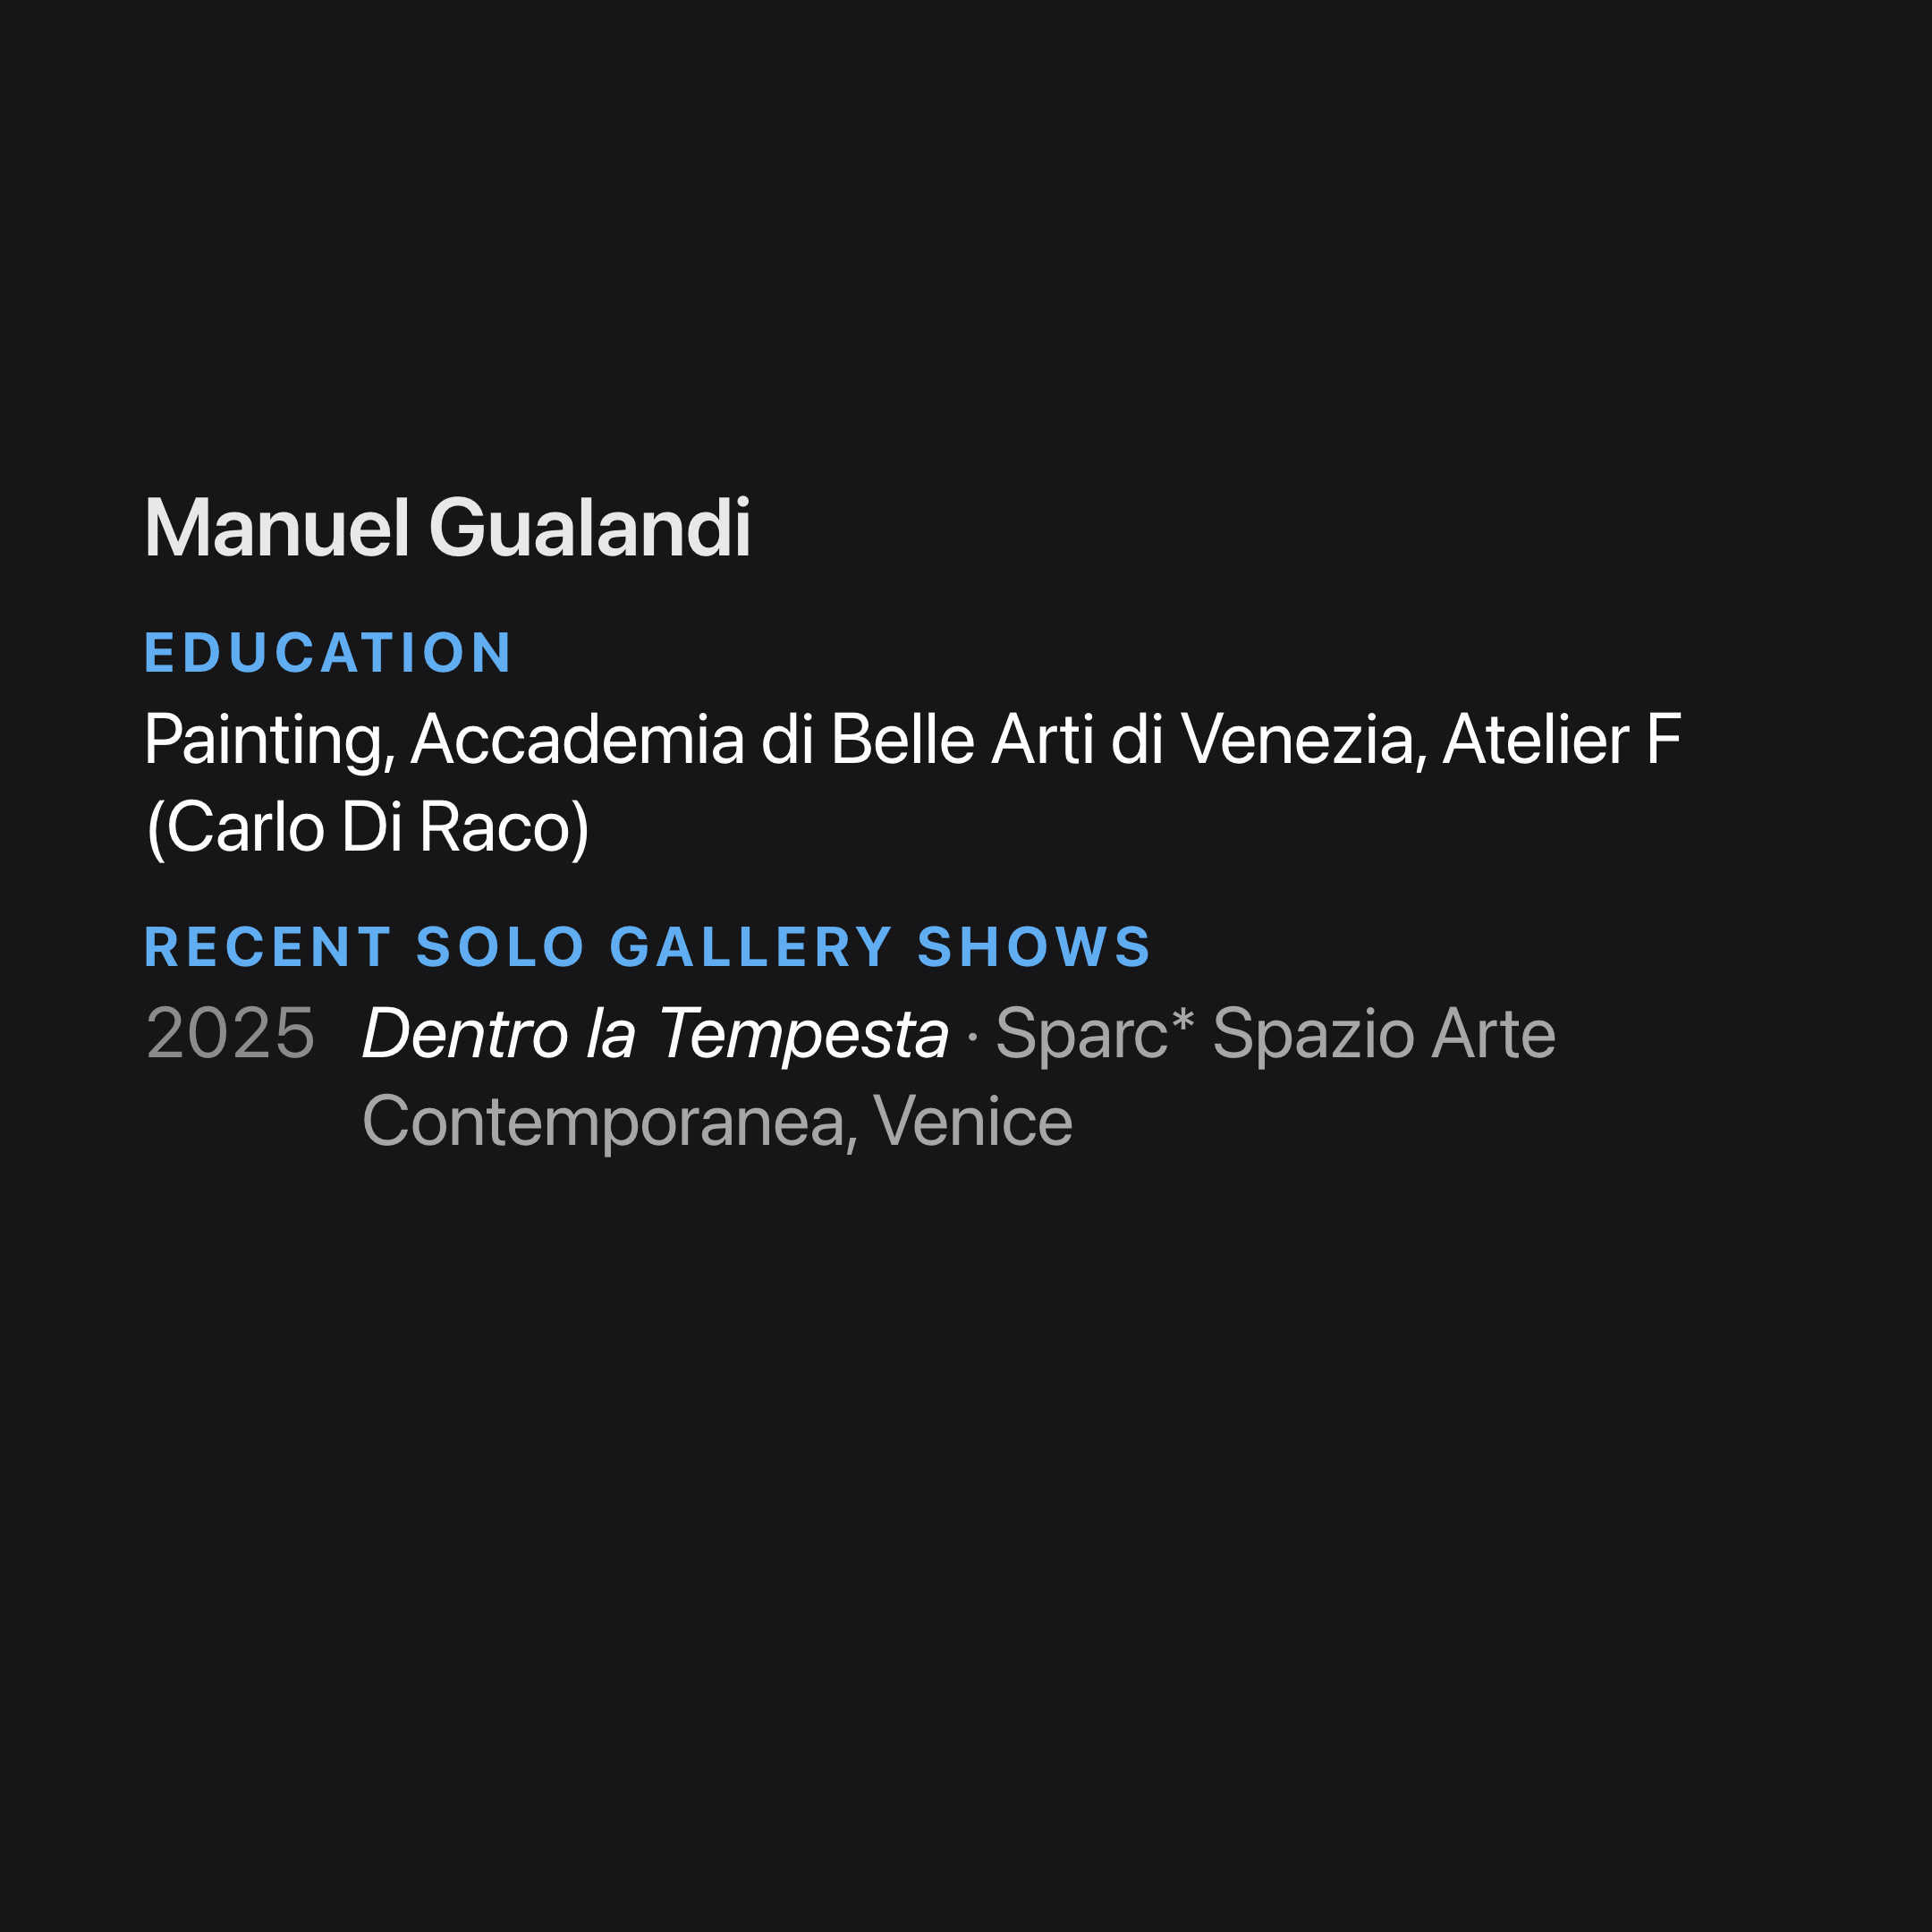 Manuel Gualandi
EDUCATION
Painting, Accademia di Belle Arti di Venezia, Atelier F
(Carlo Di Raco)
RECENT SOLO GALLERY SHOWS
2025 Dentro la Tempesta · Sparc* Spazio Arte
Contemporanea, Venice